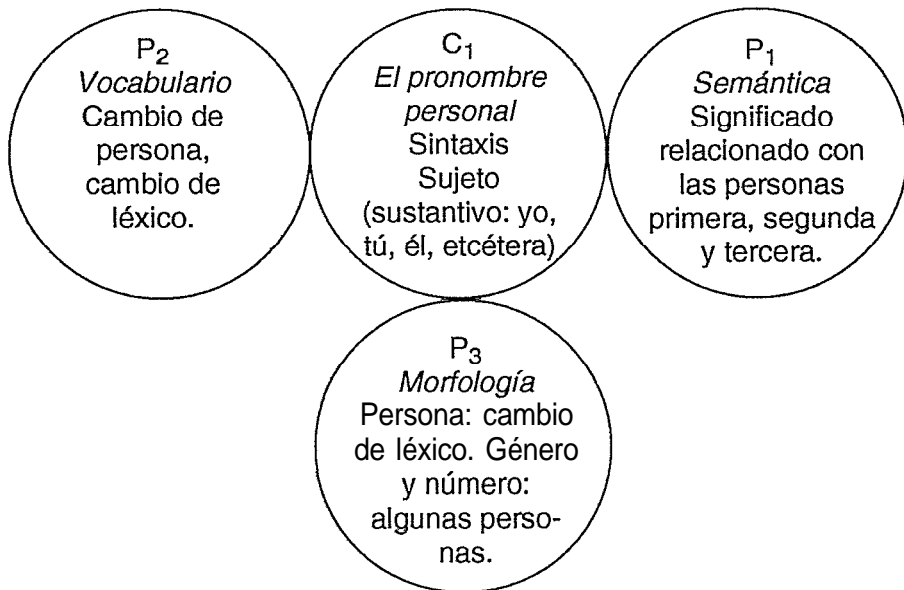 P2
Vocabulario
Cambio de
persona,
cambio de
léxico.
C1
El pronombre
personal
Sintaxis
Sujeto
(sustantivo: yo,
tú, él, etcétera)
P1
Semántica
Significado
relacionado con
las personas
primera, segunda
y tercera.
P3
Morfología
Persona: cambio
de léxico. Género
y número:
algunas perso-
nas.